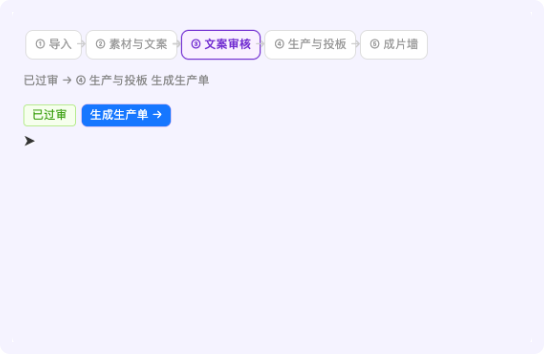 ① 导入 → ② 素材与文案 → ③ 文案审核 → ④ 生产与投板 → ⑤ 成片墙
已过审 → ④ 生产与投板 生成生产单
已过审 生成生产单 →